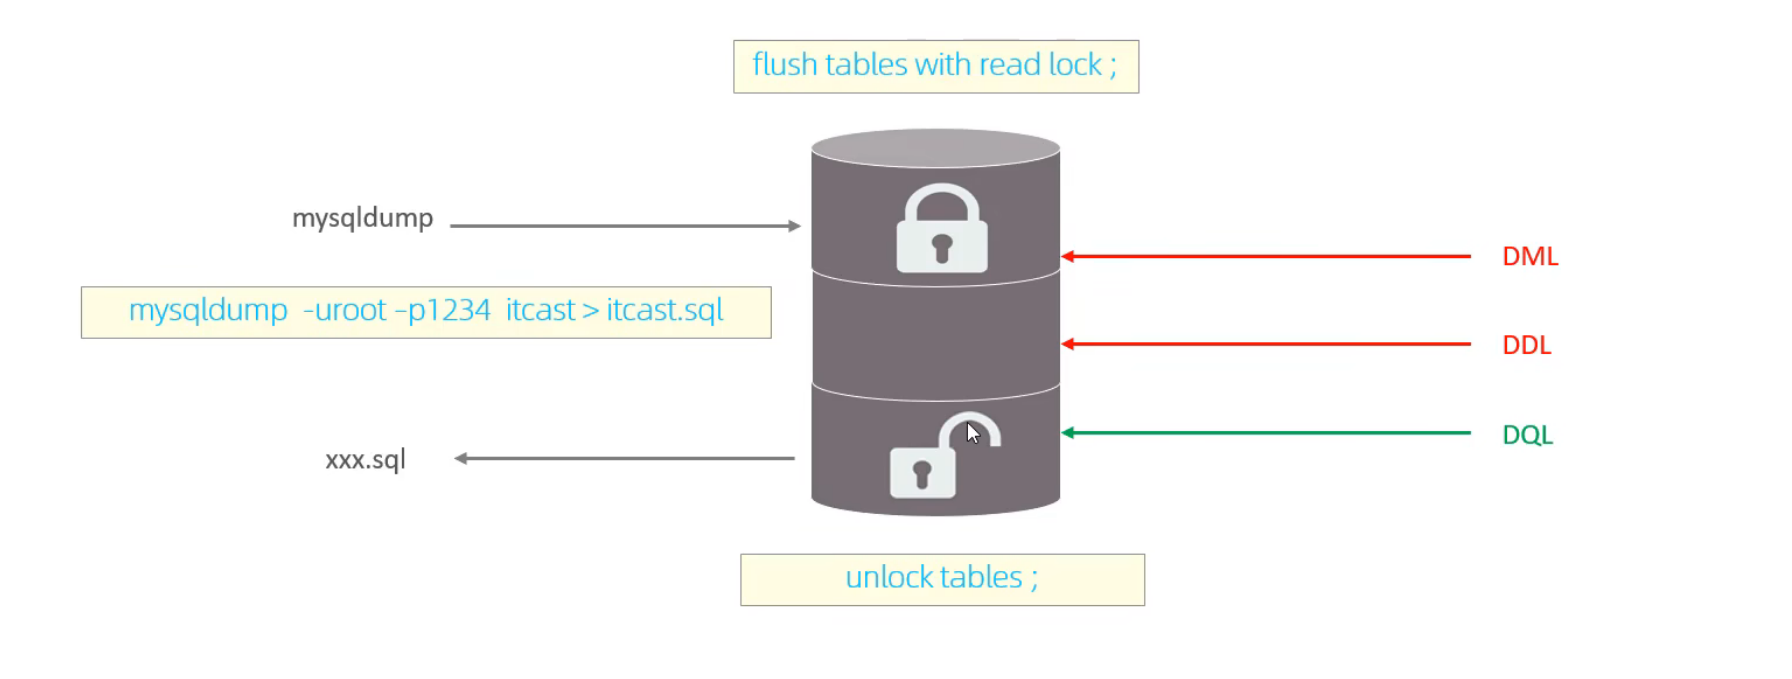 flush tables with read lock ;
mysqldump
mysqldump -uroot –p1234 itcast > itcast.sql
xxx.sql
DML
DDL
DQL
unlock tables ;